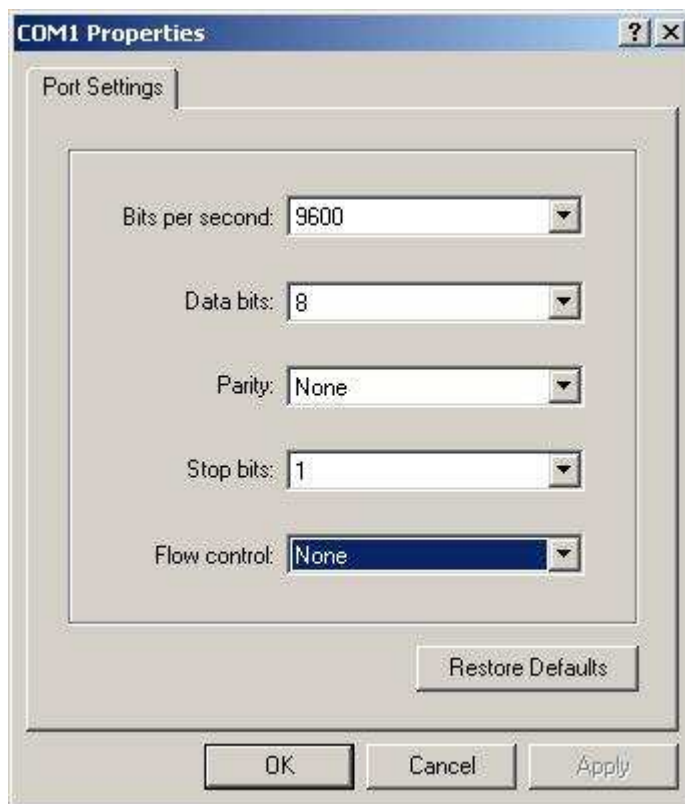 COM1 Properties
Port Settings
Bits per second: 9600
Data bits: 8
Parity: None
Stop bits: 1
Flow control: None
Restore Defaults
OK Cancel Apply